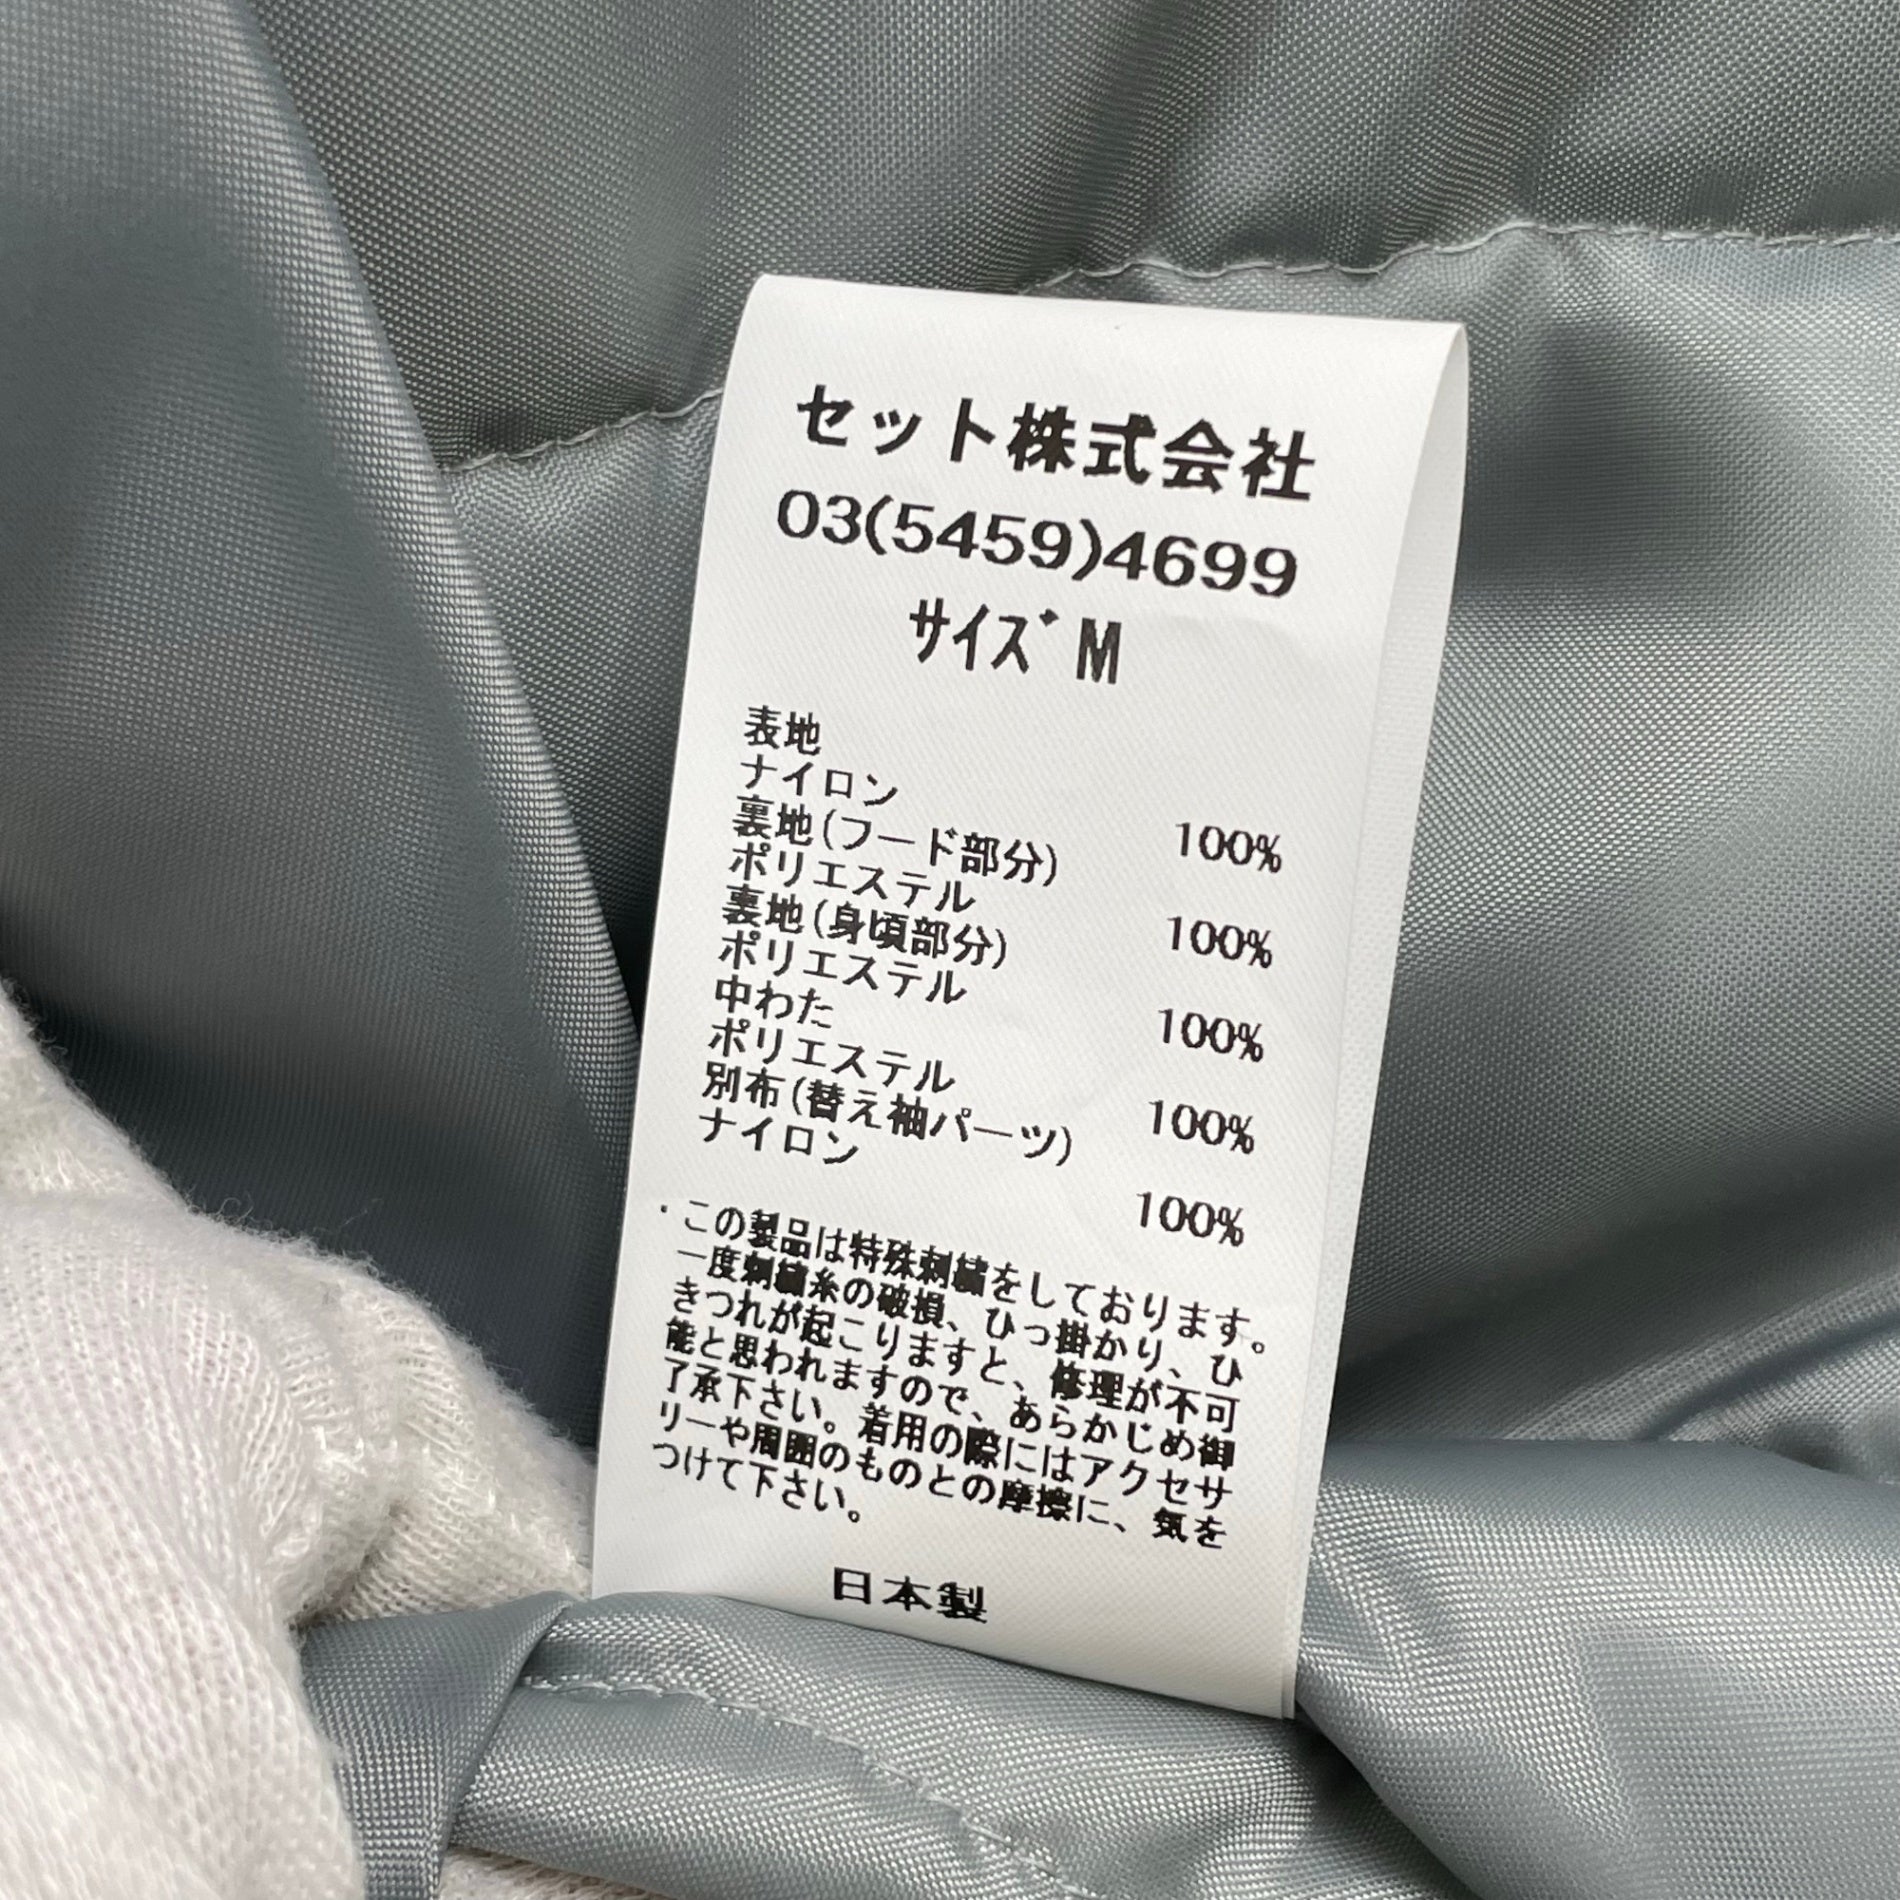 セット株式会社
03(5459)4699
サイズ M
表地
ナイロン 100%
裏地(フード部分)
ポリエステル 100%
裏地(身頃部分)
ポリエステル 100%
中わた
ポリエステル 100%
別布(替え袖パーツ)
ナイロン 100%
・この製品は特殊刺繍をしております。
一度刺繍糸の破損、ひっ掛かり、ひ
きつれが起こりますと、修理が不可
能と思われますので、あらかじめ御
了承下さい。着用の際にはアクセサ
リーや周囲のものとの摩擦に、気を
つけて下さい。
日本製